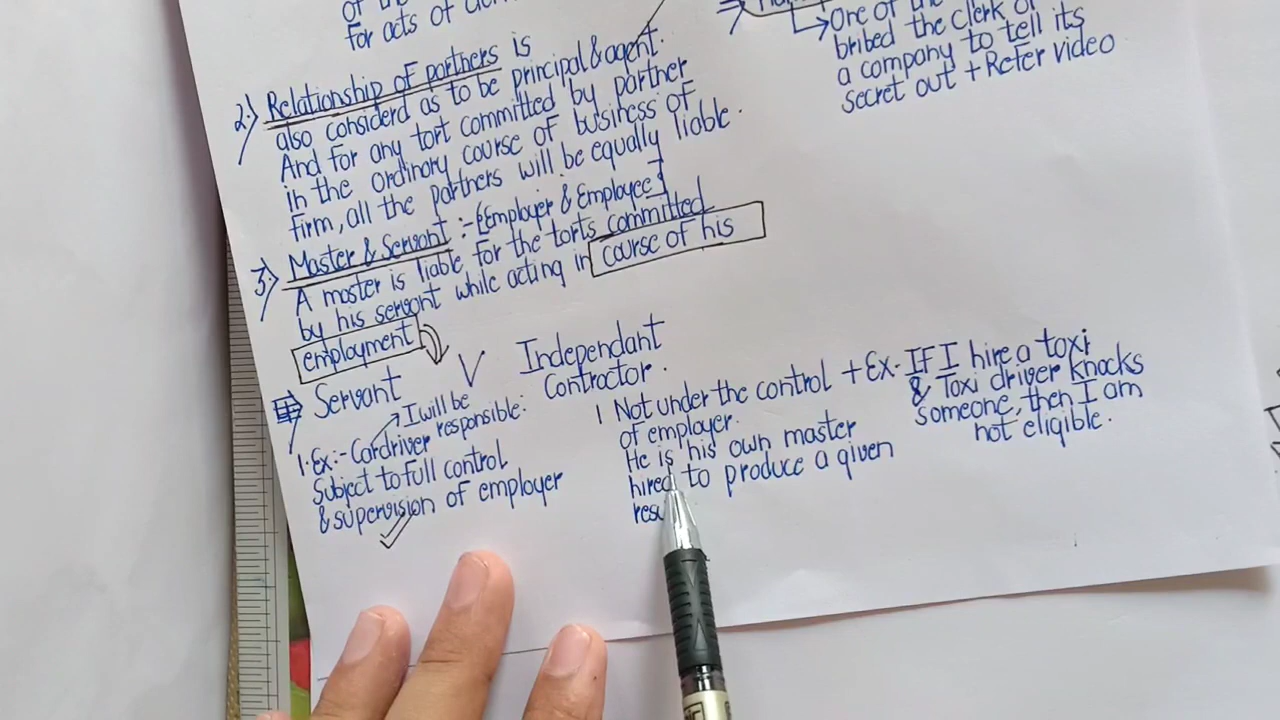 of the
for acts of
2.) Relationship of partners is
also considerd as to be principal & agent.
And for any tort committed by partner
in the ordinary course of business of
firm, all the partners will be equally liable.
3.) Master & Servant :- [Employer & Employee]
A master is liable for the torts committed
by his servant while acting in course of his
employment
Servant V Independant
Contractor.
I will be
responsible:
1. Ex:- Car driver
Subject to full control
& supervision of employer
1 Not under the control
of employer.
He is his own master
hired to produce a given
+ Ex- IF I hire a taxi
& Taxi driver knocks
someone, then I am
not eligible.
One of the
bribed the clerk of
a company to tell its
secret out + Refer video